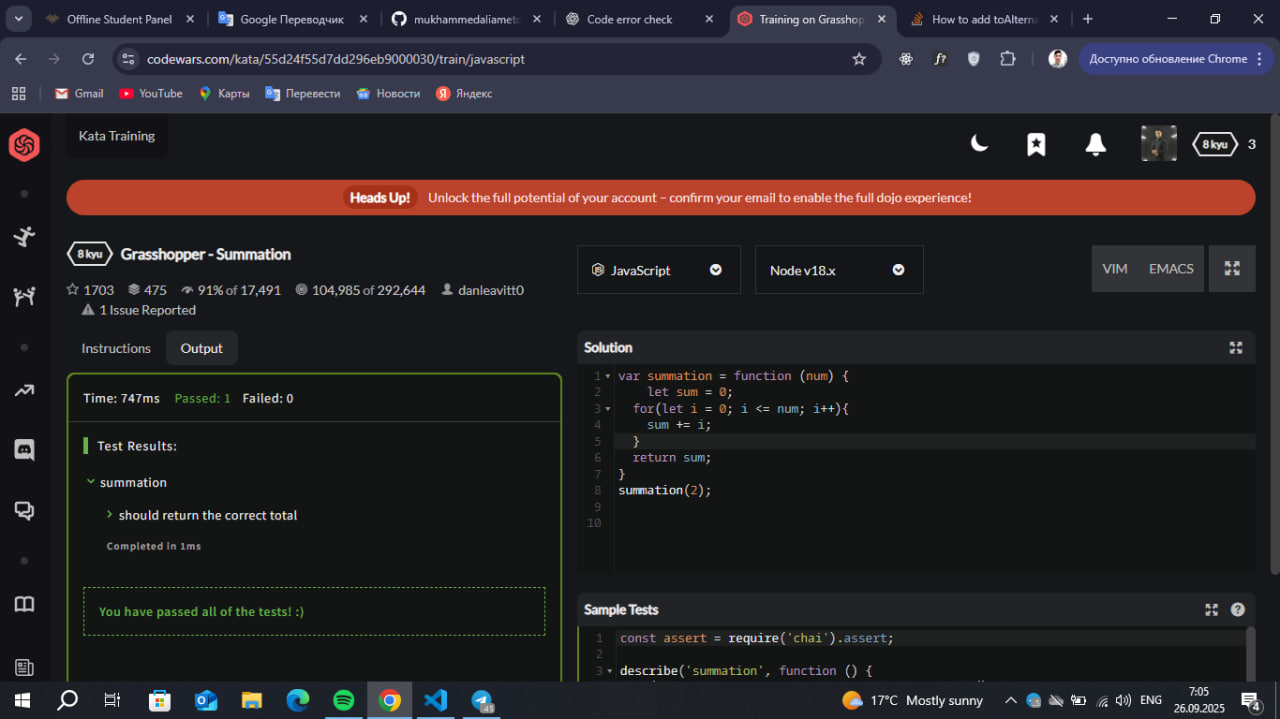 Offline Student Panel
Google Переводчик
mukhammedaliameto
Code error check
Training on Grasshop
How to add toAlterna
codewars.com/kata/55d24f55d7dd296eb9000030/train/javascript
f?
Доступно обновление Chrome
Gmail
YouTube
Карты
Перевести
Новости
Яндекс
Kata Training
8 kyu
3
Heads Up! Unlock the full potential of your account – confirm your email to enable the full dojo experience!
8 kyu Grasshopper - Summation
1703 475 91% of 17,491 104,985 of 292,644 danleavitt0
1 Issue Reported
Instructions
Output
Time: 747ms Passed: 1 Failed: 0
Test Results:
summation
should return the correct total
Completed in 1ms
You have passed all of the tests! :)
JavaScript
Node v18.x
VIM
EMACS
Solution
1 var summation = function (num) {
2 let sum = 0;
3 for(let i = 0; i <= num; i++){
4 sum += i;
5 }
6 return sum;
7 }
8 summation(2);
9
10
Sample Tests
?
1 const assert = require('chai').assert;
2
3 describe('summation', function () {
45
17°C Mostly sunny
ENG
7:05
26.09.2025
4